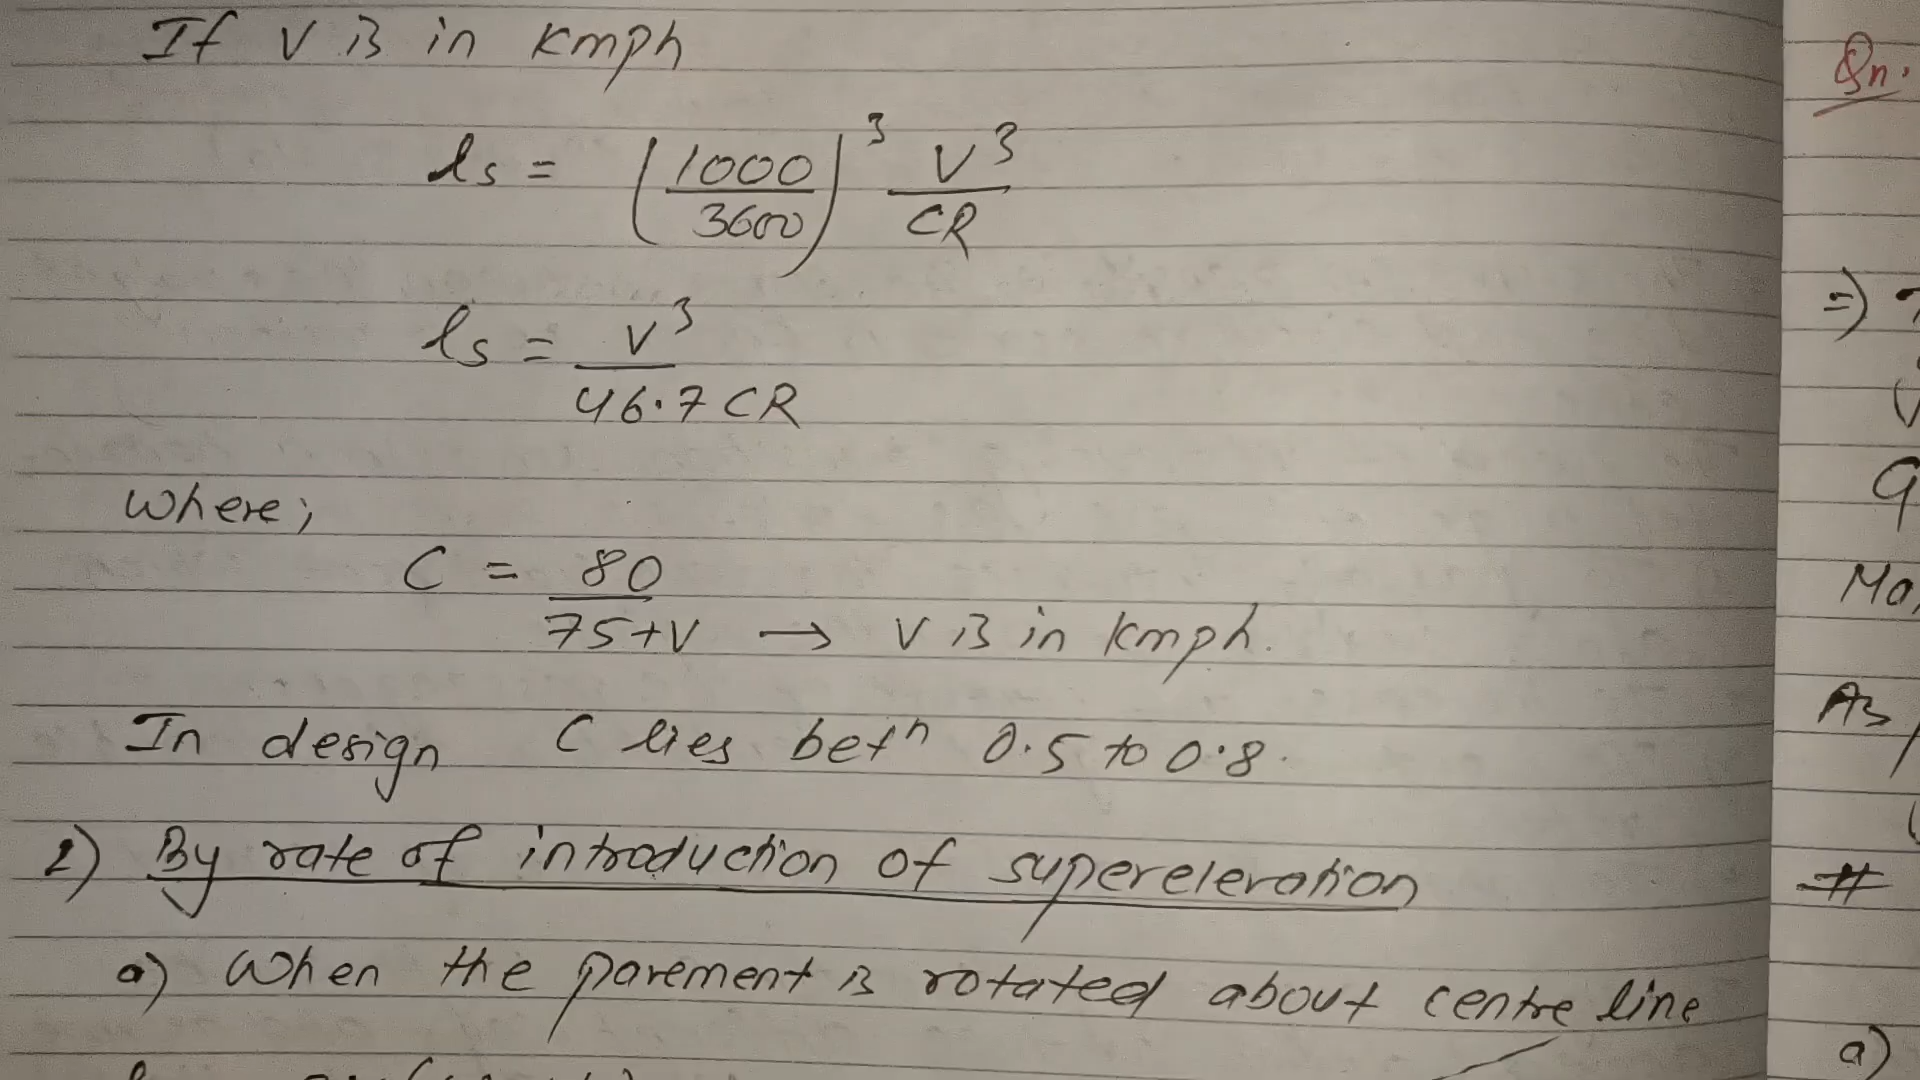 If V is in Kmph
ls = (1000/3600)^3 V^3/CR
ls = V^3/46.7 CR
where;
C = 80/75+V → V is in kmph.
In design C lies betn 0.5 to 0.8.
2) By rate of introduction of superelevation
a) When the pavement is rotated about centre line
Qn.
=)
As
#
a)